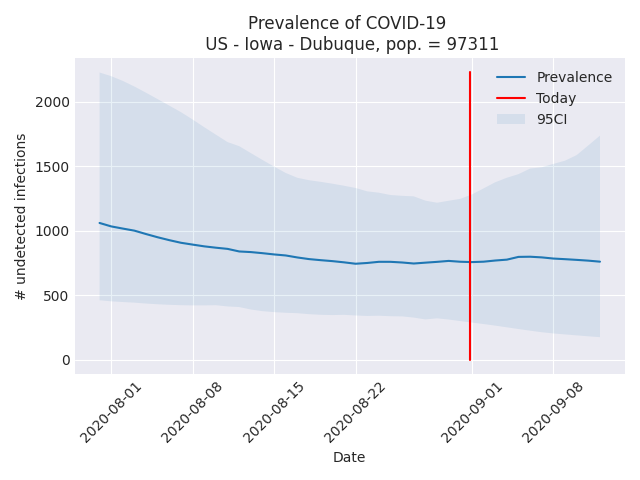 Prevalence of COVID-19
US - Iowa - Dubuque, pop. = 97311
Prevalence
Today
95CI
2000
1500
1000
500
0
# undetected infections
2020-08-01
2020-08-08
2020-08-15
2020-08-22
2020-09-01
2020-09-08
Date